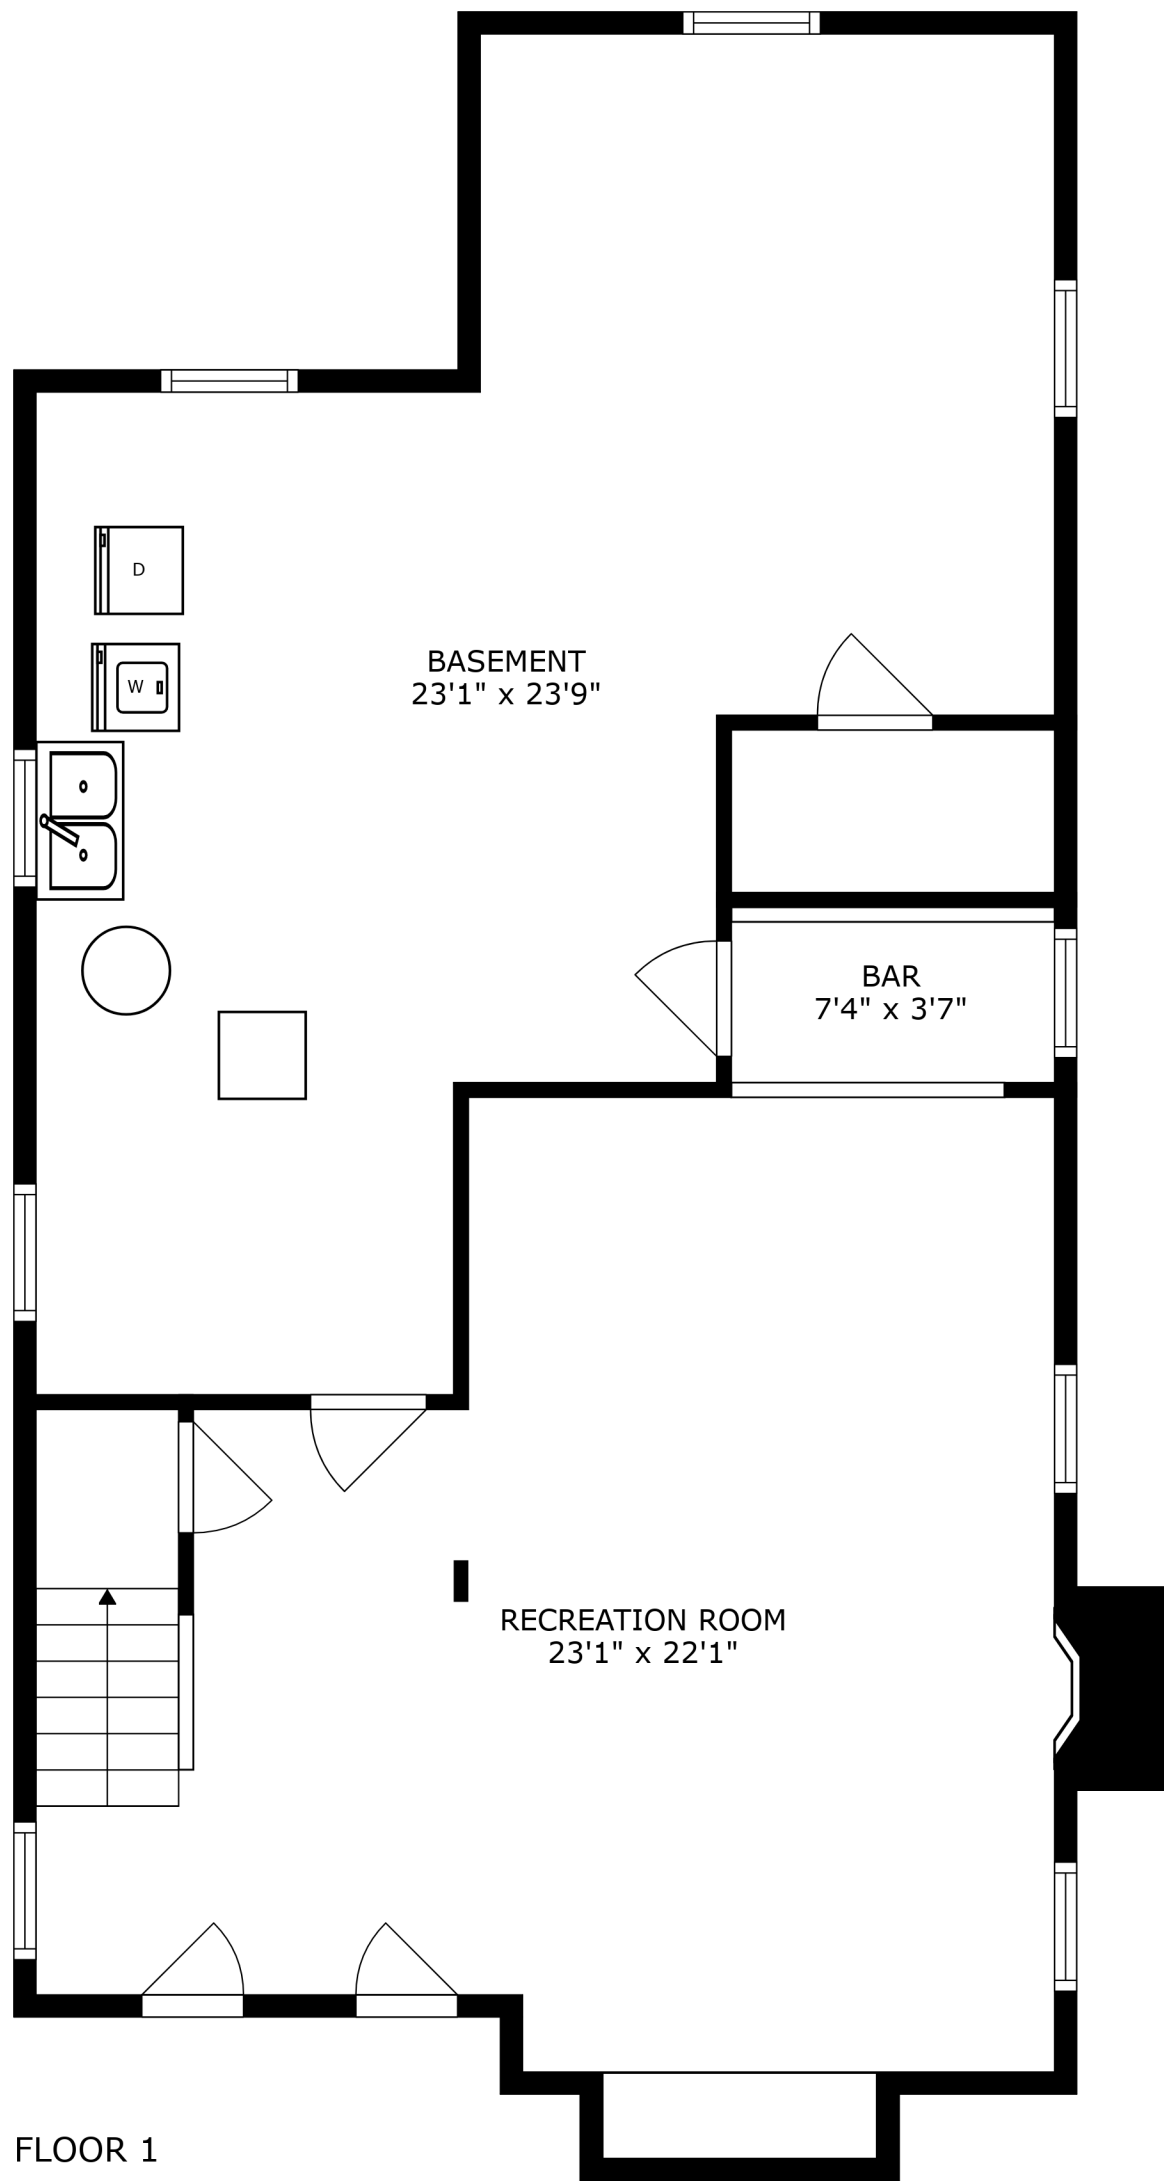 D
BASEMENT
23'1" x 23'9"
W
BAR
7'4" x 3'7"
RECREATION ROOM
23'1" x 22'1"
FLOOR 1